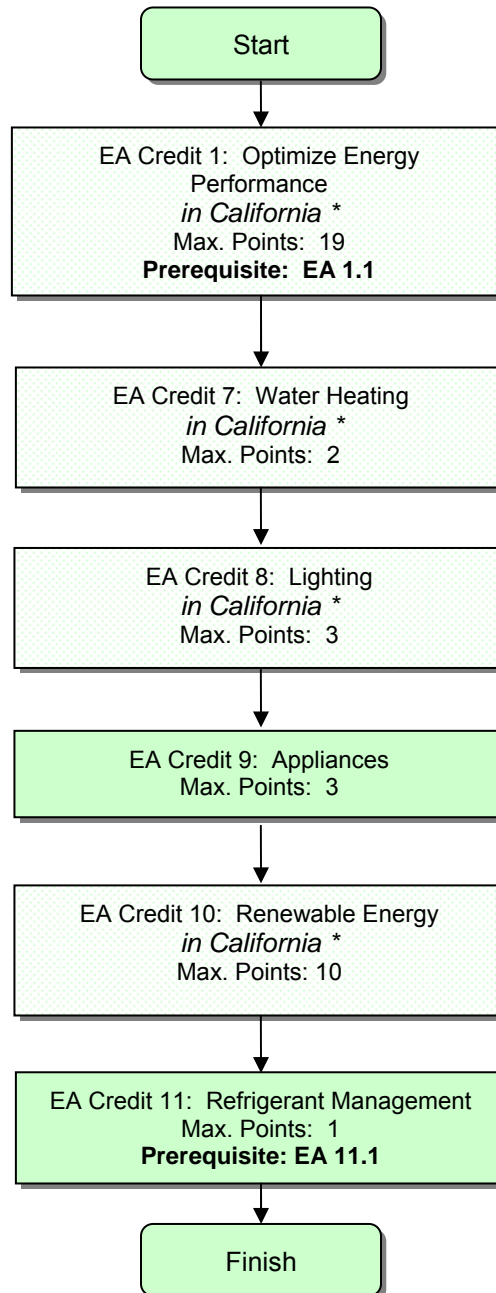 Start
EA Credit 1: Optimize Energy
Performance
in California *
Max. Points: 19
Prerequisite: EA 1.1
EA Credit 7: Water Heating
in California *
Max. Points: 2
EA Credit 8: Lighting
in California *
Max. Points: 3
EA Credit 9: Appliances
Max. Points: 3
EA Credit 10: Renewable Energy
in California *
Max. Points: 10
EA Credit 11: Refrigerant Management
Max. Points: 1
Prerequisite: EA 11.1
Finish